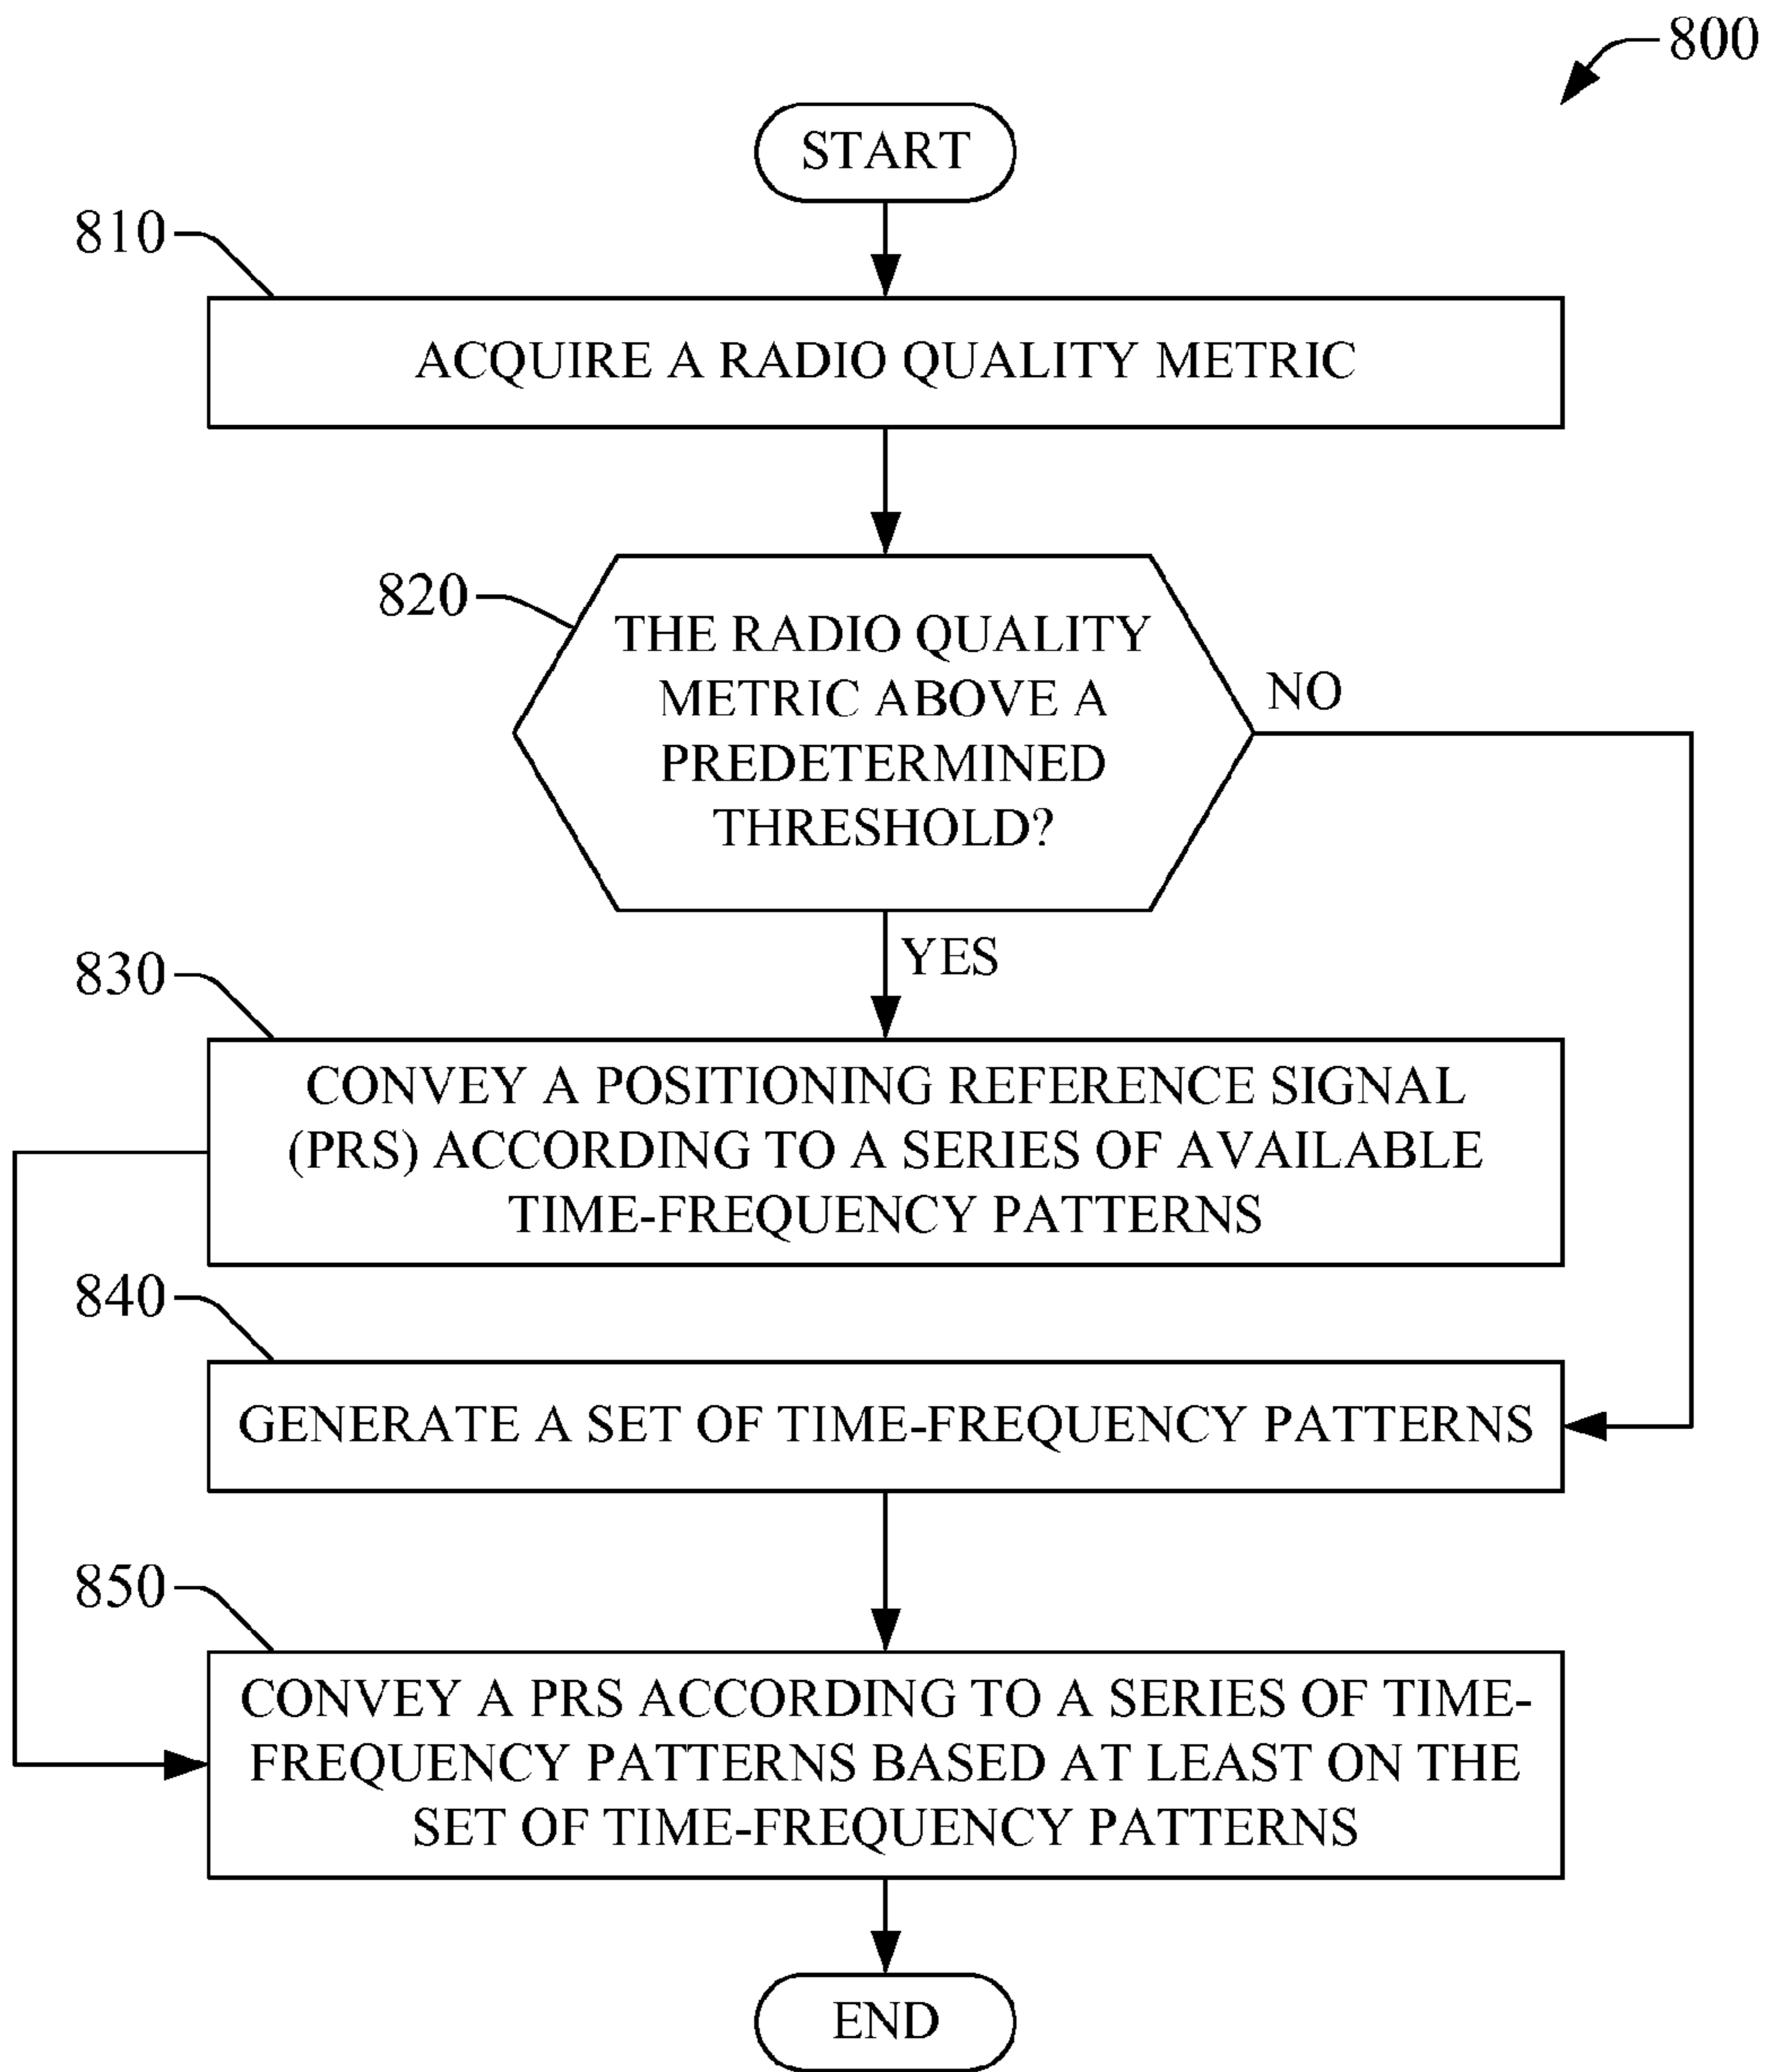 800
START
810
ACQUIRE A RADIO QUALITY METRIC
820
THE RADIO QUALITY
METRIC ABOVE A
PREDETERMINED
THRESHOLD?
NO
YES
830
CONVEY A POSITIONING REFERENCE SIGNAL
(PRS) ACCORDING TO A SERIES OF AVAILABLE
TIME-FREQUENCY PATTERNS
840
GENERATE A SET OF TIME-FREQUENCY PATTERNS
850
CONVEY A PRS ACCORDING TO A SERIES OF TIME-
FREQUENCY PATTERNS BASED AT LEAST ON THE
SET OF TIME-FREQUENCY PATTERNS
END